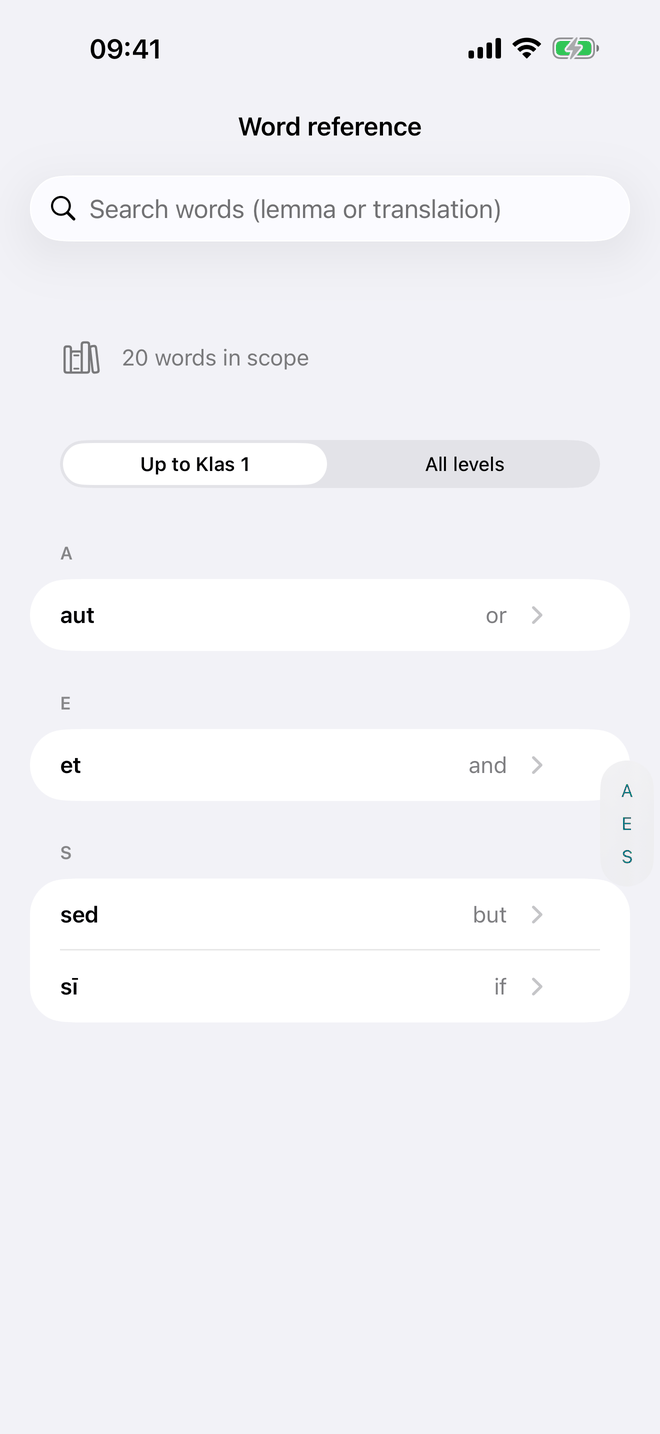 09:41
Word reference
Search words (lemma or translation)
20 words in scope
Up to Klas 1 All levels
A
aut or
E
et and
A
E
S
S
sed but
sī if